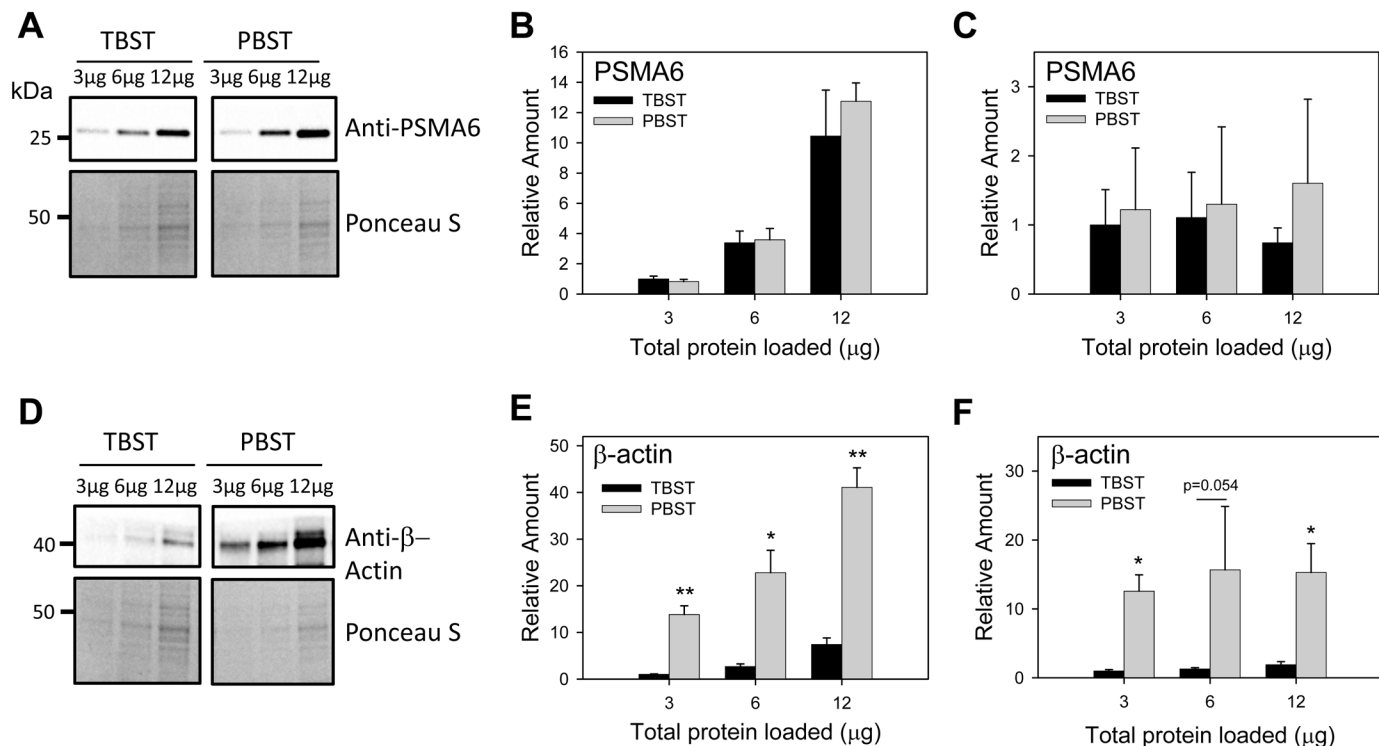 A
TBST PBST
3µg 6µg 12µg 3µg 6µg 12µg
kDa
25
Anti-PSMA6
50
Ponceau S
B
PSMA6
TBST
PBST
Relative Amount
16
14
12
10
8
6
4
2
0
3 6 12
Total protein loaded (µg)
C
PSMA6
TBST
PBST
Relative Amount
3
2
1
0
3 6 12
Total protein loaded (µg)
D
TBST PBST
3µg 6µg 12µg 3µg 6µg 12µg
40
Anti-β–
Actin
50
Ponceau S
E
β-actin
TBST
PBST
** * **
Relative Amount
50
40
30
20
10
0
3 6 12
Total protein loaded (µg)
F
β-actin
TBST
PBST
p=0.054
* *
Relative Amount
30
20
10
0
3 6 12
Total protein loaded (µg)